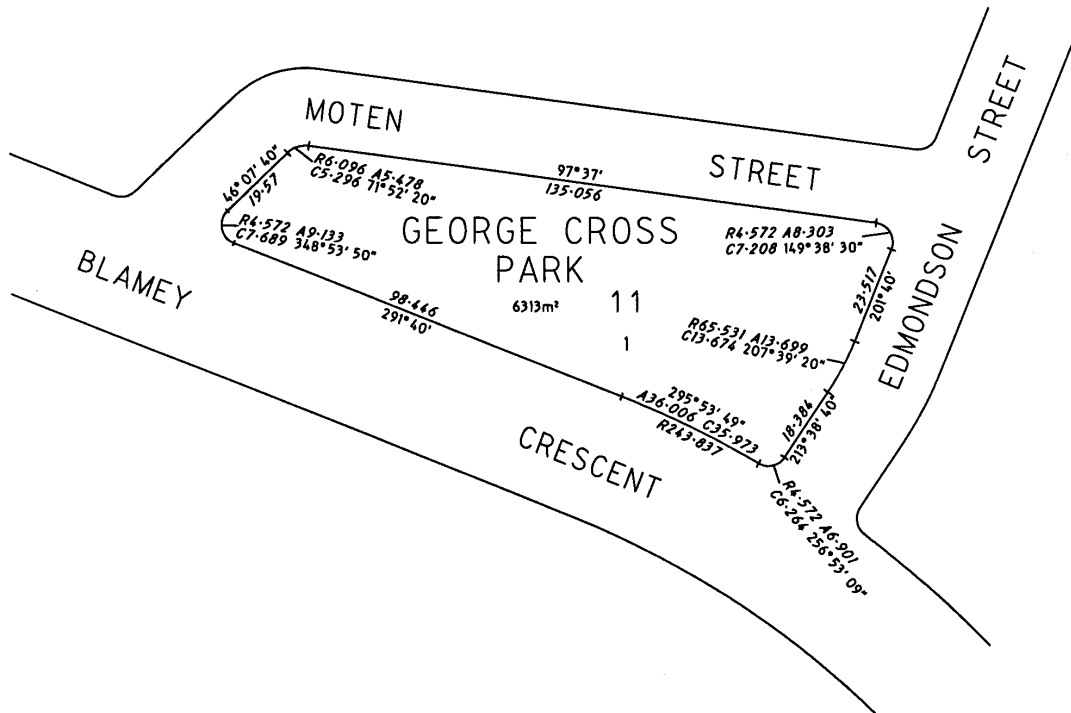 MOTEN
STREET
97°37'
135·056
46°07'40"
19·57
R6·096 A5·478
C5·296 71°52'20"
R4·572 A9·133
C7·689 348°53'50"
GEORGE CROSS
PARK
6313m²
11
1
R4·572 A8·303
C7·208 149°38'30"
23·517
201°40'
R65·531 A13·699
C13·674 207°39'20"
98·446
291°40'
295°53'49"
A36·006 C35·973
R243·837
18·384
213°38'40"
R4·572 A6·901
C6·264 256°53'09"
BLAMEY
CRESCENT
EDMONDSON
STREET